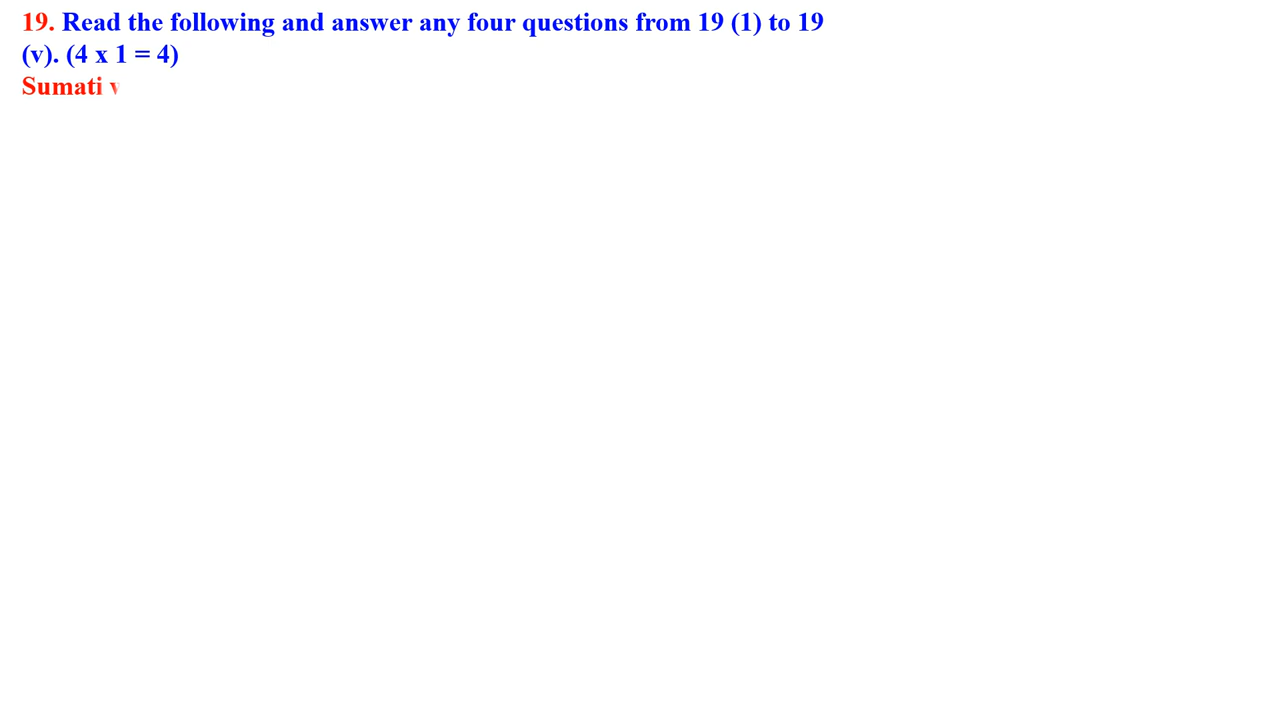 19. Read the following and answer any four questions from 19 (1) to 19
(v). (4 x 1 = 4)
Sumati